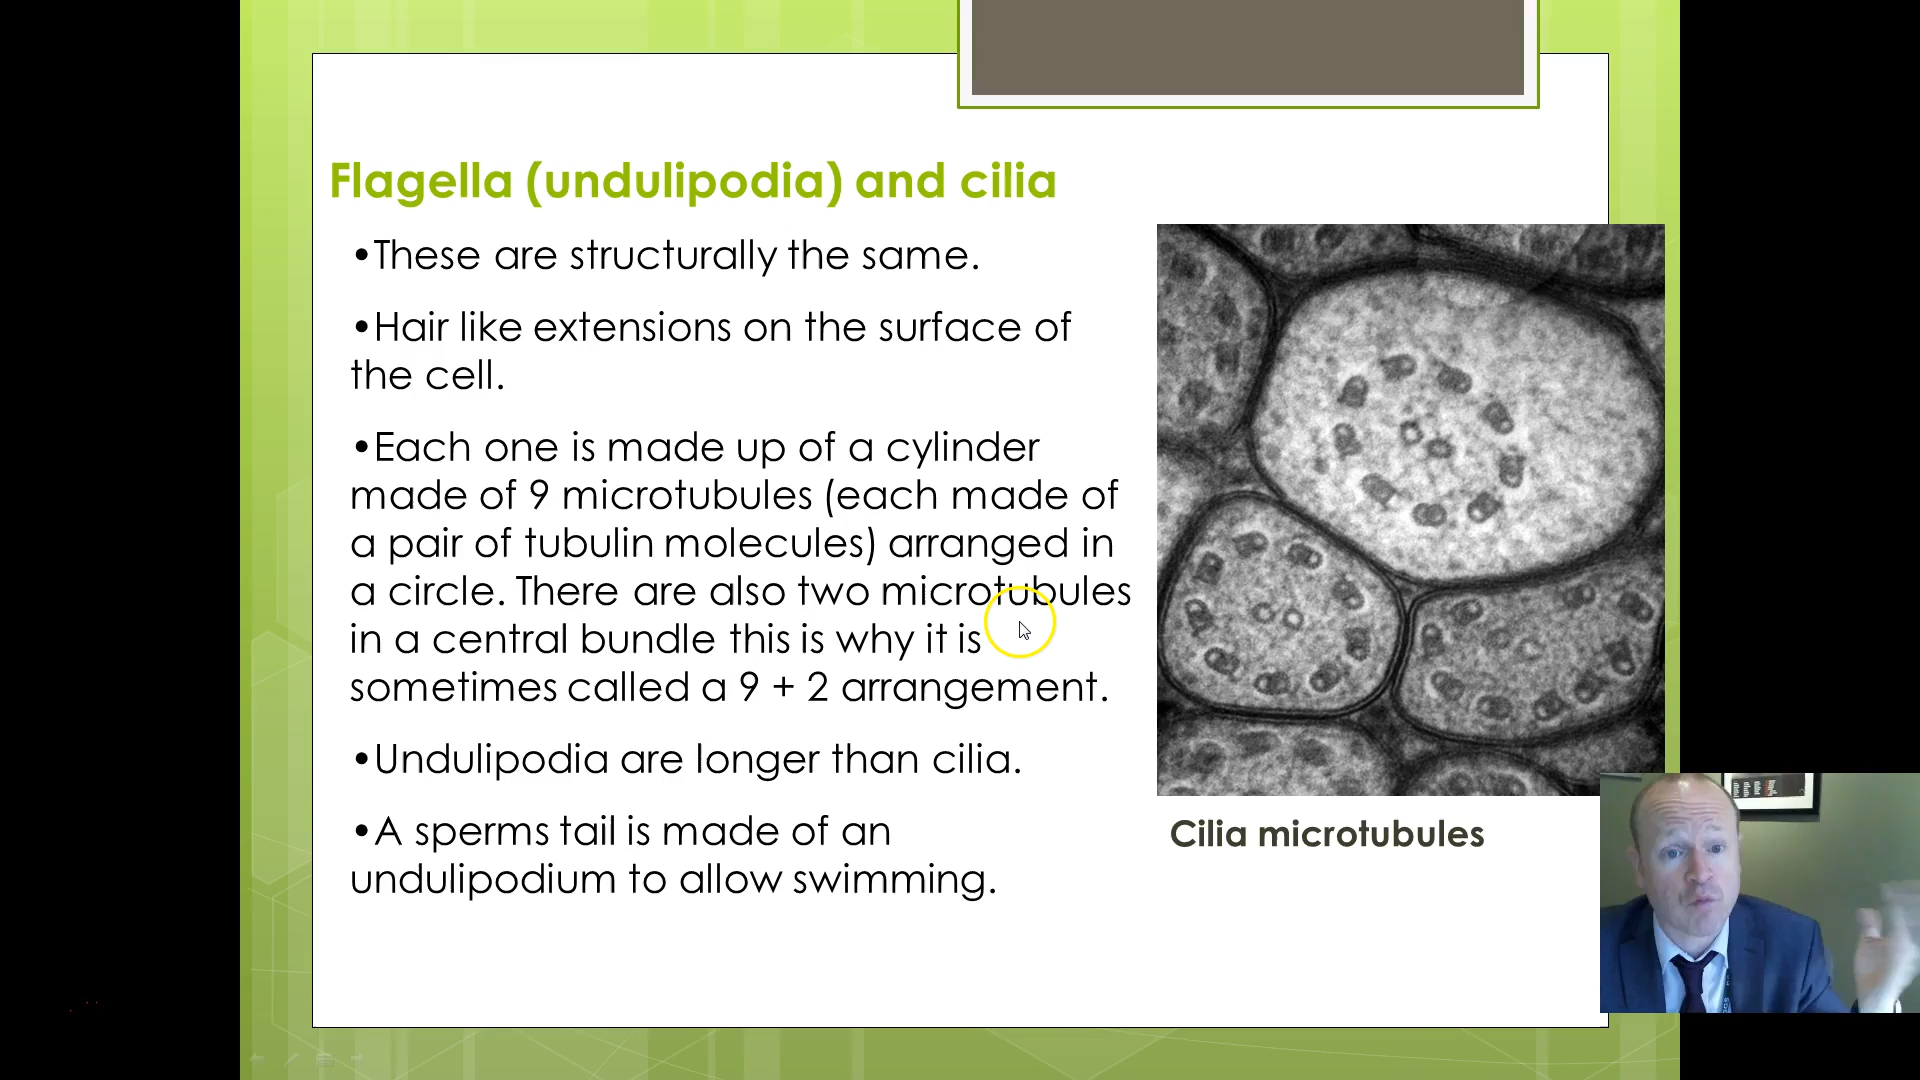 Flagella (undulipodia) and cilia
•These are structurally the same.
•Hair like extensions on the surface of
the cell.
•Each one is made up of a cylinder
made of 9 microtubules (each made of
a pair of tubulin molecules) arranged in
a circle. There are also two microtubules
in a central bundle this is why it is
sometimes called a 9 + 2 arrangement.
•Undulipodia are longer than cilia.
•A sperms tail is made of an
undulipodium to allow swimming.
Cilia microtubules